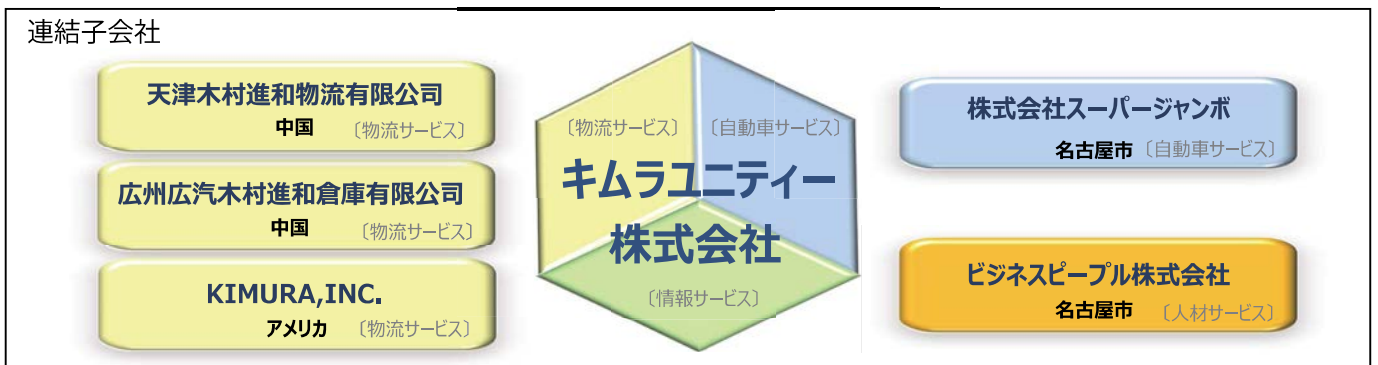 連結子会社
天津木村進和物流有限公司
中国 〔物流サービス〕
広州広汽木村進和倉庫有限公司
中国 〔物流サービス〕
KIMURA,INC.
アメリカ 〔物流サービス〕
〔物流サービス〕 〔自動車サービス〕
キムラユニティー
株式会社
〔情報サービス〕
株式会社スーパージャンボ
名古屋市 〔自動車サービス〕
ビジネスピープル株式会社
名古屋市 〔人材サービス〕